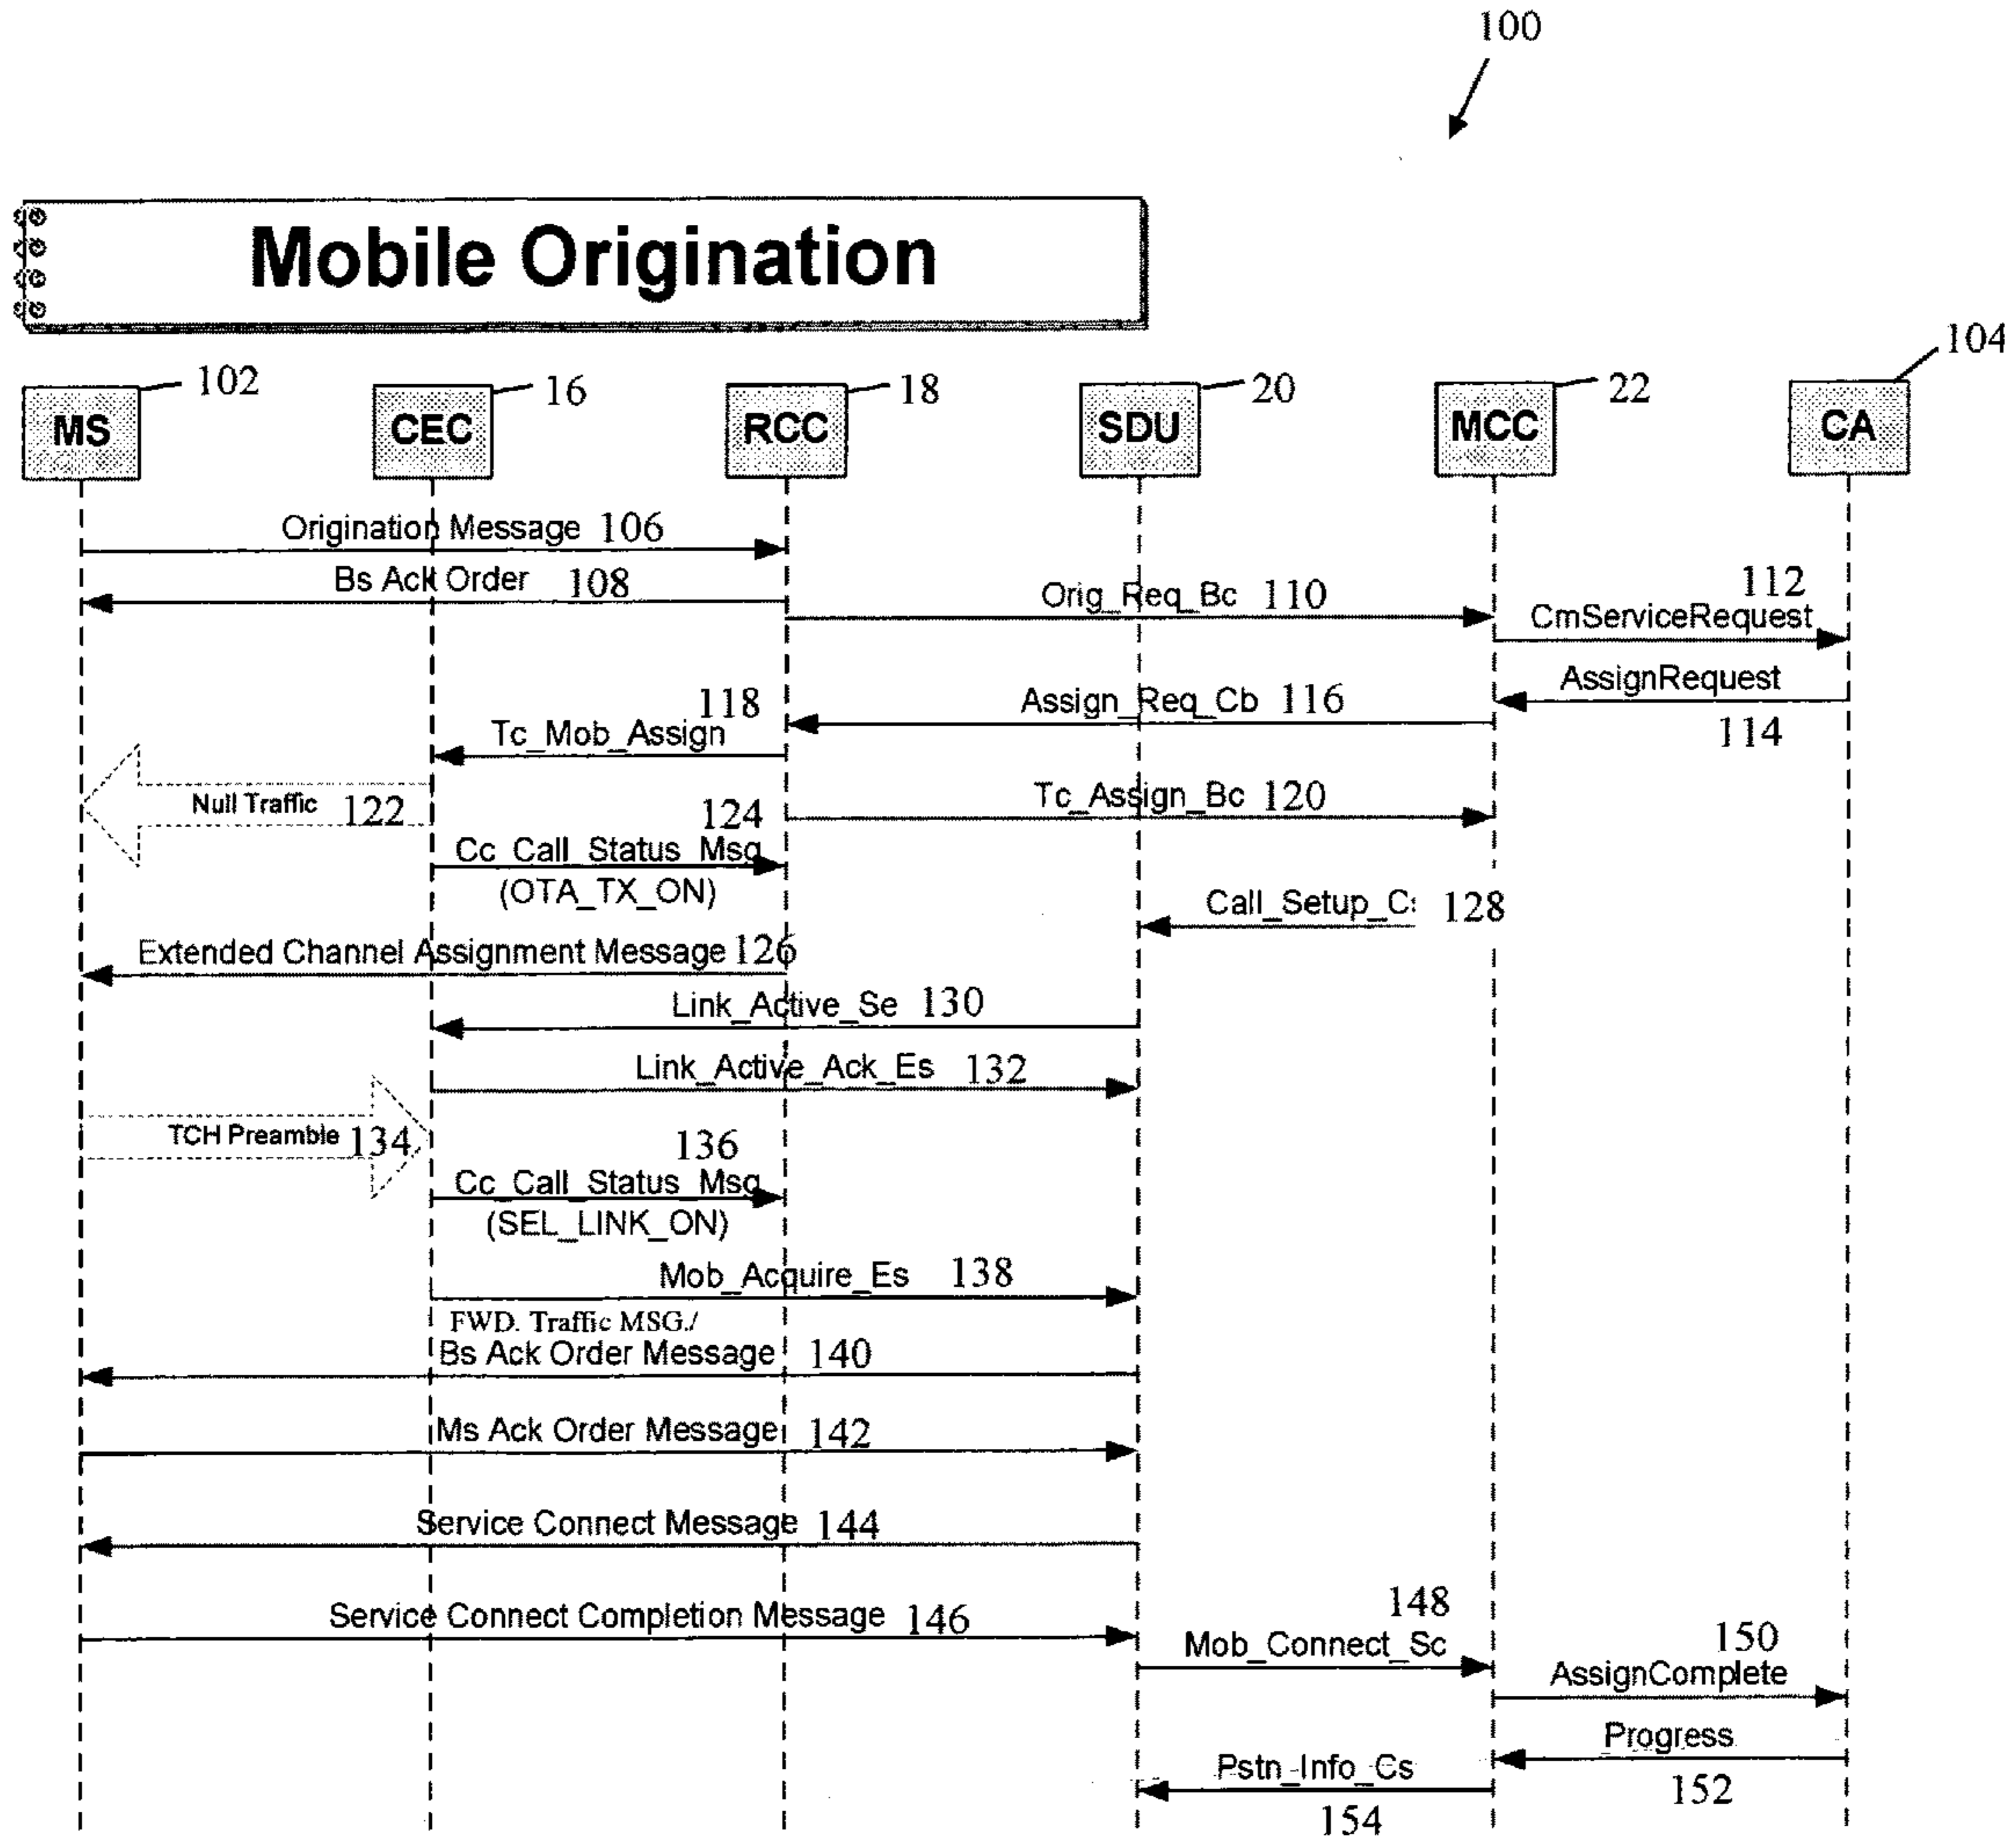 100
Mobile Origination
104
102
16
18
20
22
MS
CEC
RCC
SDU
MCC
CA
Origination Message 106
Bs Ack Order 108
Orig_Req_Bc 110
112
CmServiceRequest
AssignRequest
114
Assign_Req_Cb 116
118
Tc_Mob_Assign
Null Traffic 122
Tc_Assign_Bc 120
124
Cc_Call_Status_Msg
(OTA_TX_ON)
Call_Setup_C 128
Extended Channel Assignment Message 126
Link_Active_Se 130
Link_Active_Ack_Es 132
TCH Preamble 134
136
Cc_Call_Status_Msg
(SEL_LINK_ON)
Mob_Acquire_Es 138
FWD. Traffic MSG./
Bs Ack Order Message 140
Ms Ack Order Message 142
Service Connect Message 144
Service Connect Completion Message 146
148
Mob_Connect_Sc
150
AssignComplete
Progress
152
Pstn_Info_Cs
154